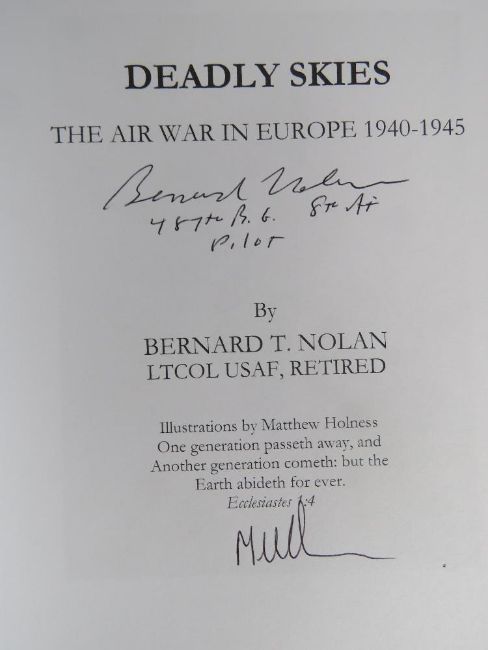 DEADLY SKIES
THE AIR WAR IN EUROPE 1940-1945
Bernard Nolan
487th B. G. 8th AF
Pilot
By
BERNARD T. NOLAN
LTCOL USAF, RETIRED
Illustrations by Matthew Holness
One generation passeth away, and
Another generation cometh: but the
Earth abideth for ever.
Ecclesiastes 1:4